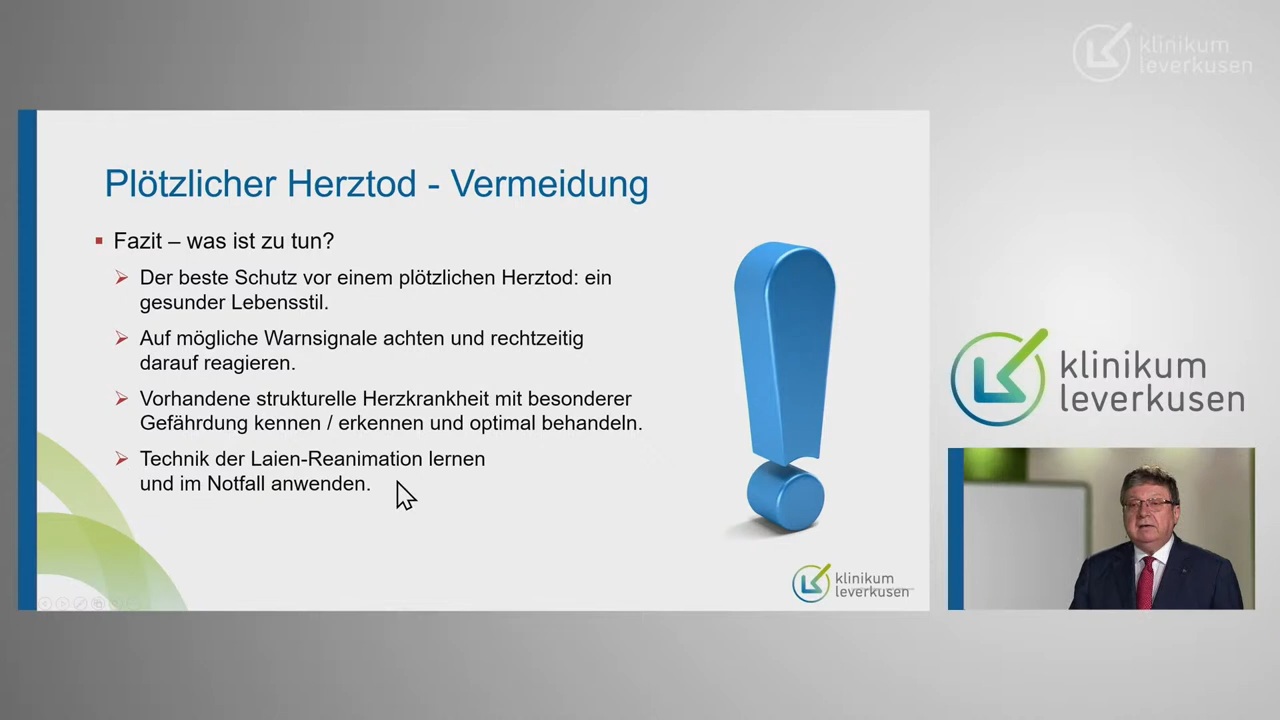 klinikum
leverkusen
Plötzlicher Herztod - Vermeidung
Fazit – was ist zu tun?
Der beste Schutz vor einem plötzlichen Herztod: ein
gesunder Lebensstil.
Auf mögliche Warnsignale achten und rechtzeitig
darauf reagieren.
Vorhandene strukturelle Herzkrankheit mit besonderer
Gefährdung kennen / erkennen und optimal behandeln.
Technik der Laien-Reanimation lernen
und im Notfall anwenden.
klinikum
leverkusen
klinikum
leverkusen